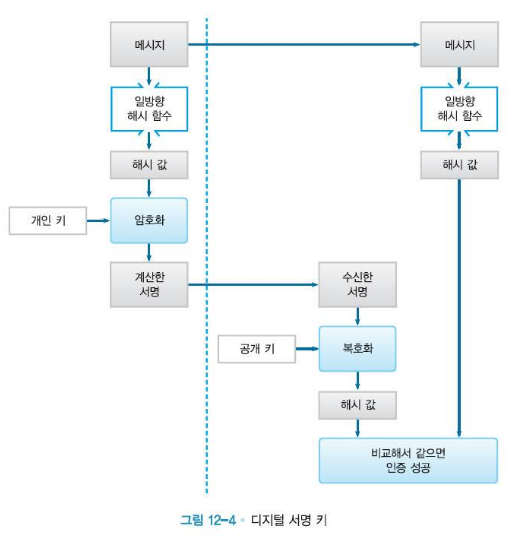 메시지
메시지
일방향
해시 함수
일방향
해시 함수
해시 값
해시 값
개인 키
암호화
계산한
서명
수신한
서명
공개 키
복호화
해시 값
비교해서 같으면
인증 성공
그림 12-4 • 디지털 서명 키